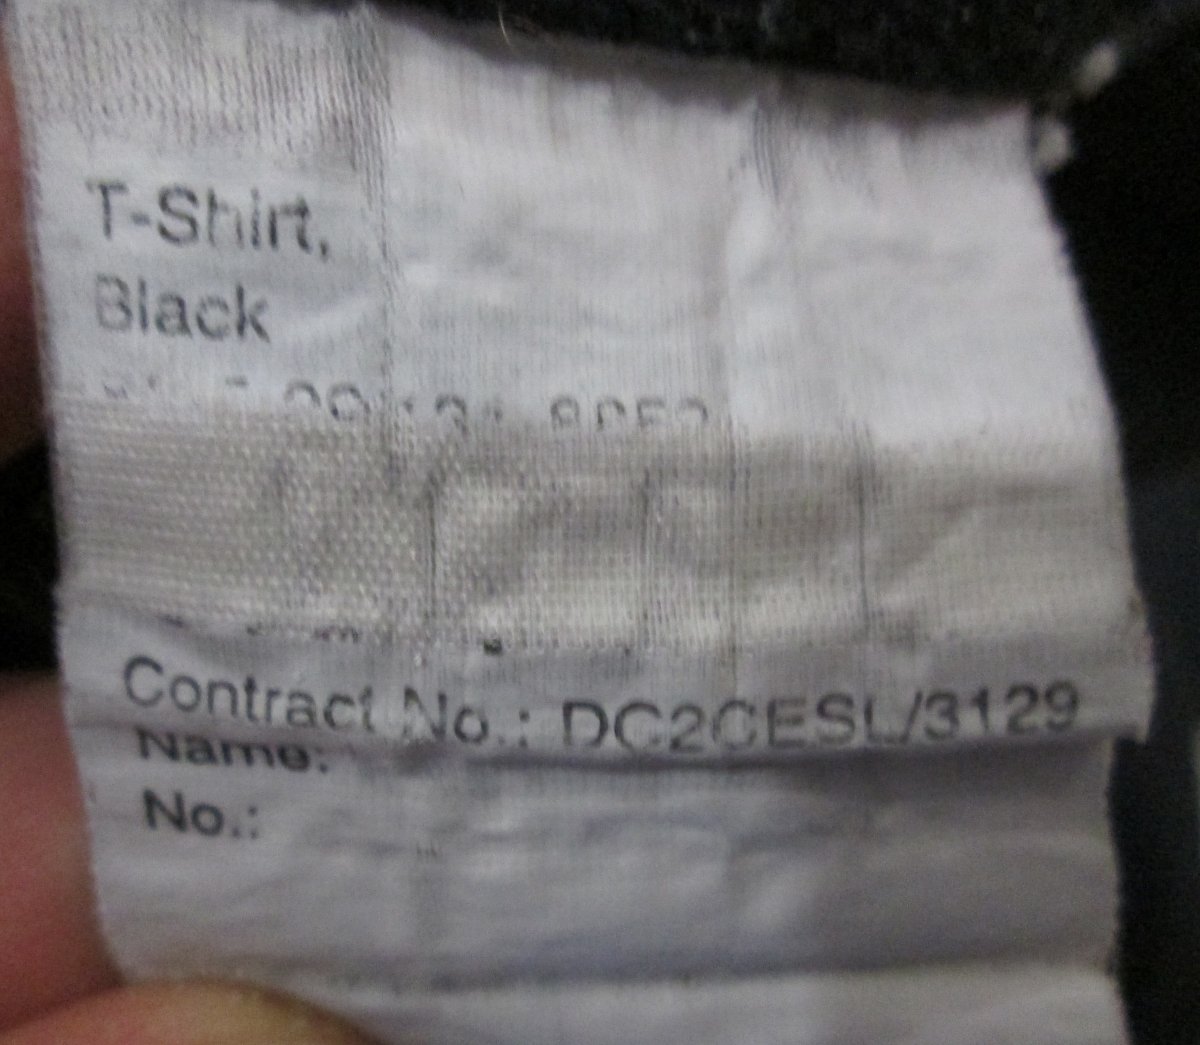 T-Shirt,
Black
Contract No.: DC2CESL/3129
Name:
No.: